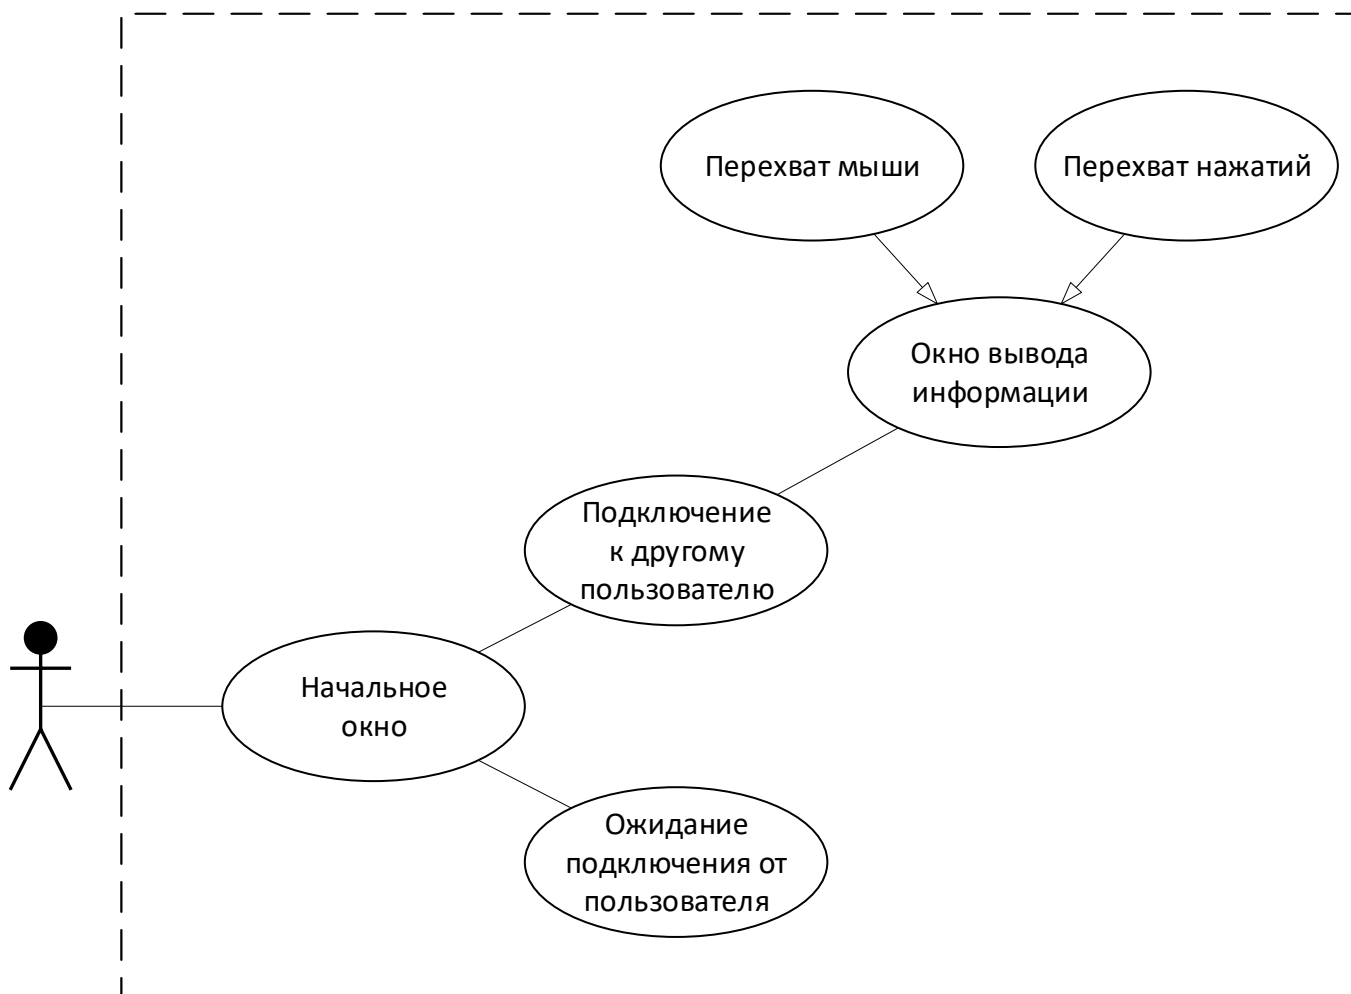 Перехват мыши
Перехват нажатий
Окно вывода
информации
Подключение
к другому
пользователю
Начальное
окно
Ожидание
подключения от
пользователя